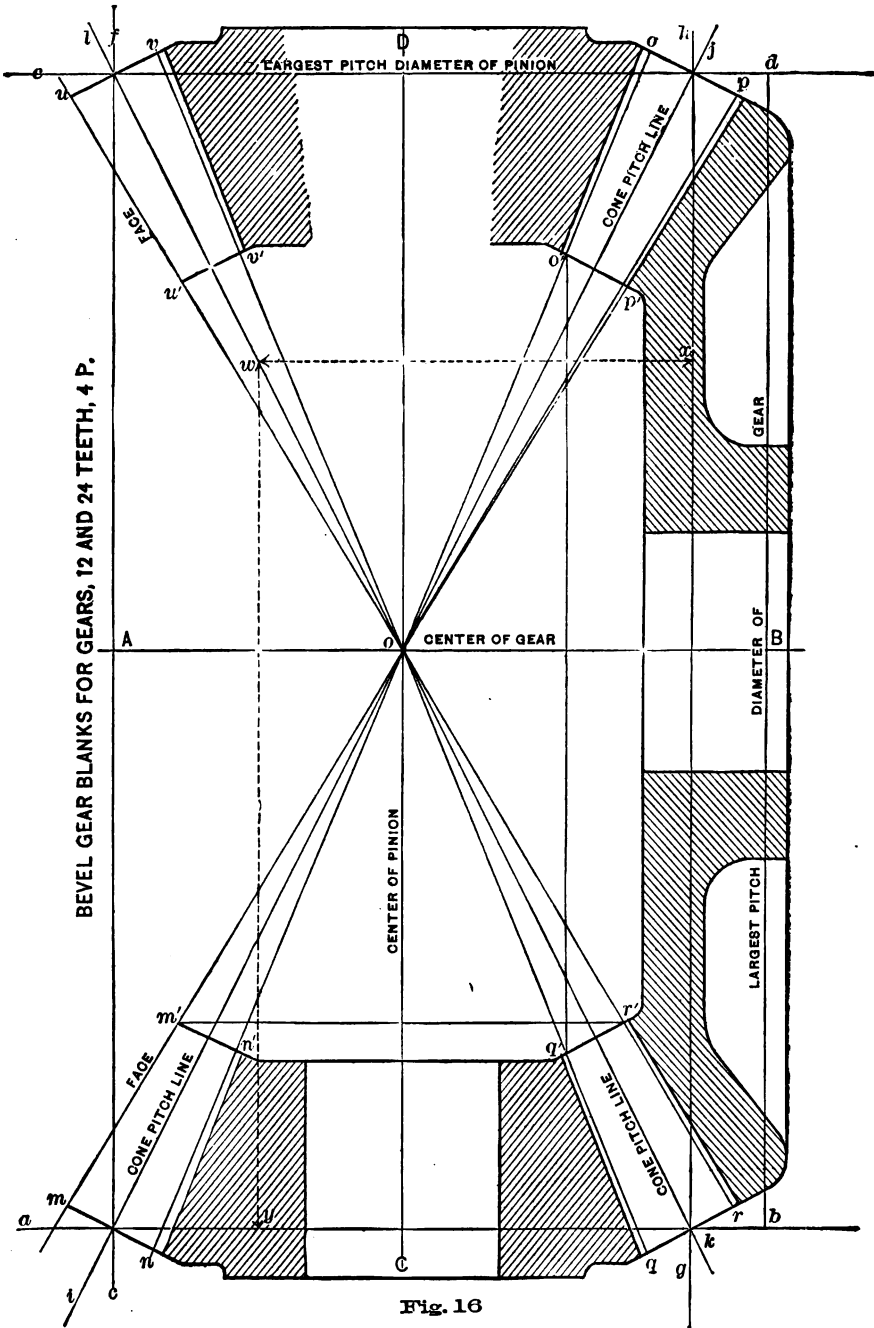 l f v D o h j
LARGEST PITCH DIAMETER OF PINION
e d
u p
CONE PITCH LINE
FACE
v' o'
u' p'
w x
GEAR
BEVEL GEAR BLANKS FOR GEARS, 12 AND 24 TEETH, 4 P.
A O CENTER OF GEAR B
DIAMETER OF
CENTER OF PINION
LARGEST PITCH
m' r'
n' q'
FACE
CONE PITCH LINE
CONE PITCH LINE
m r
a y b
n C q k
i c g
Fig. 16